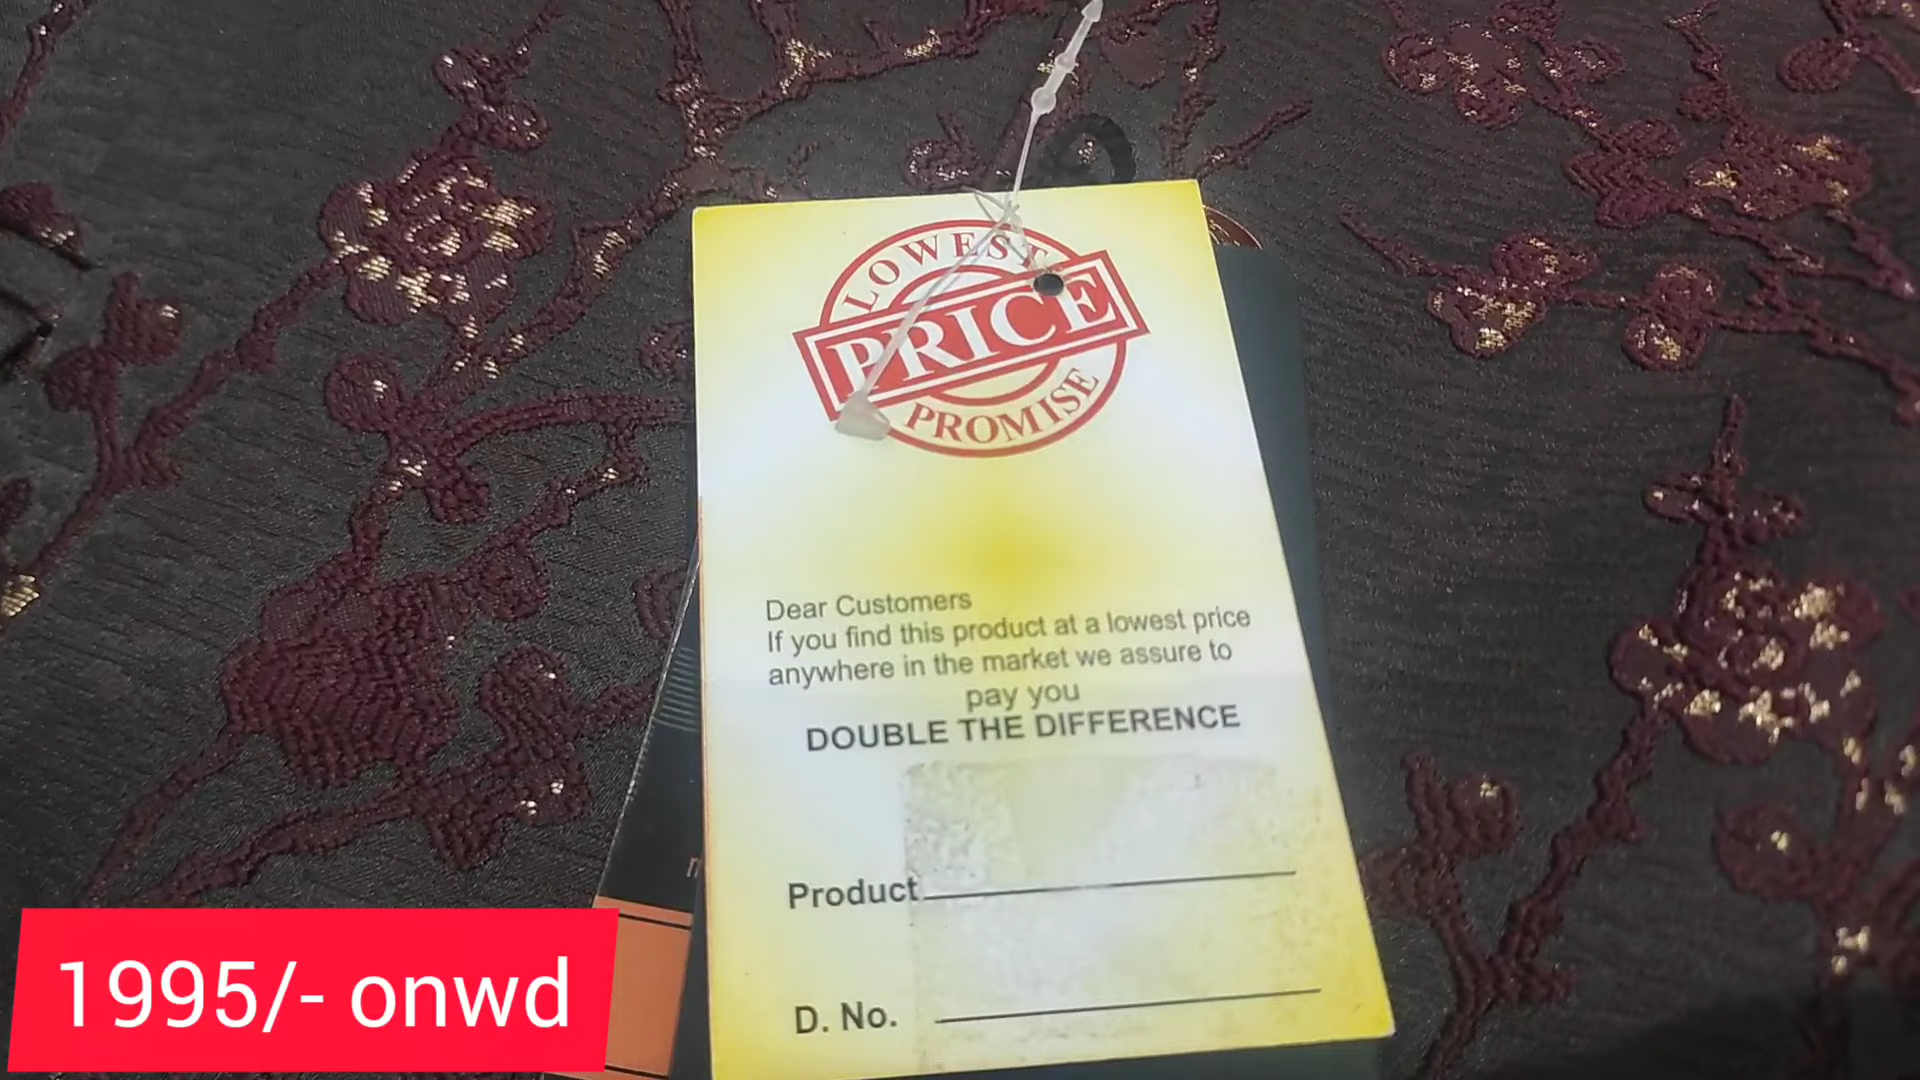 LOWEST
PRICE
PROMISE
Dear Customers
If you find this product at a lowest price
anywhere in the market we assure to
pay you
DOUBLE THE DIFFERENCE
Product
D. No.
1995/- onwd